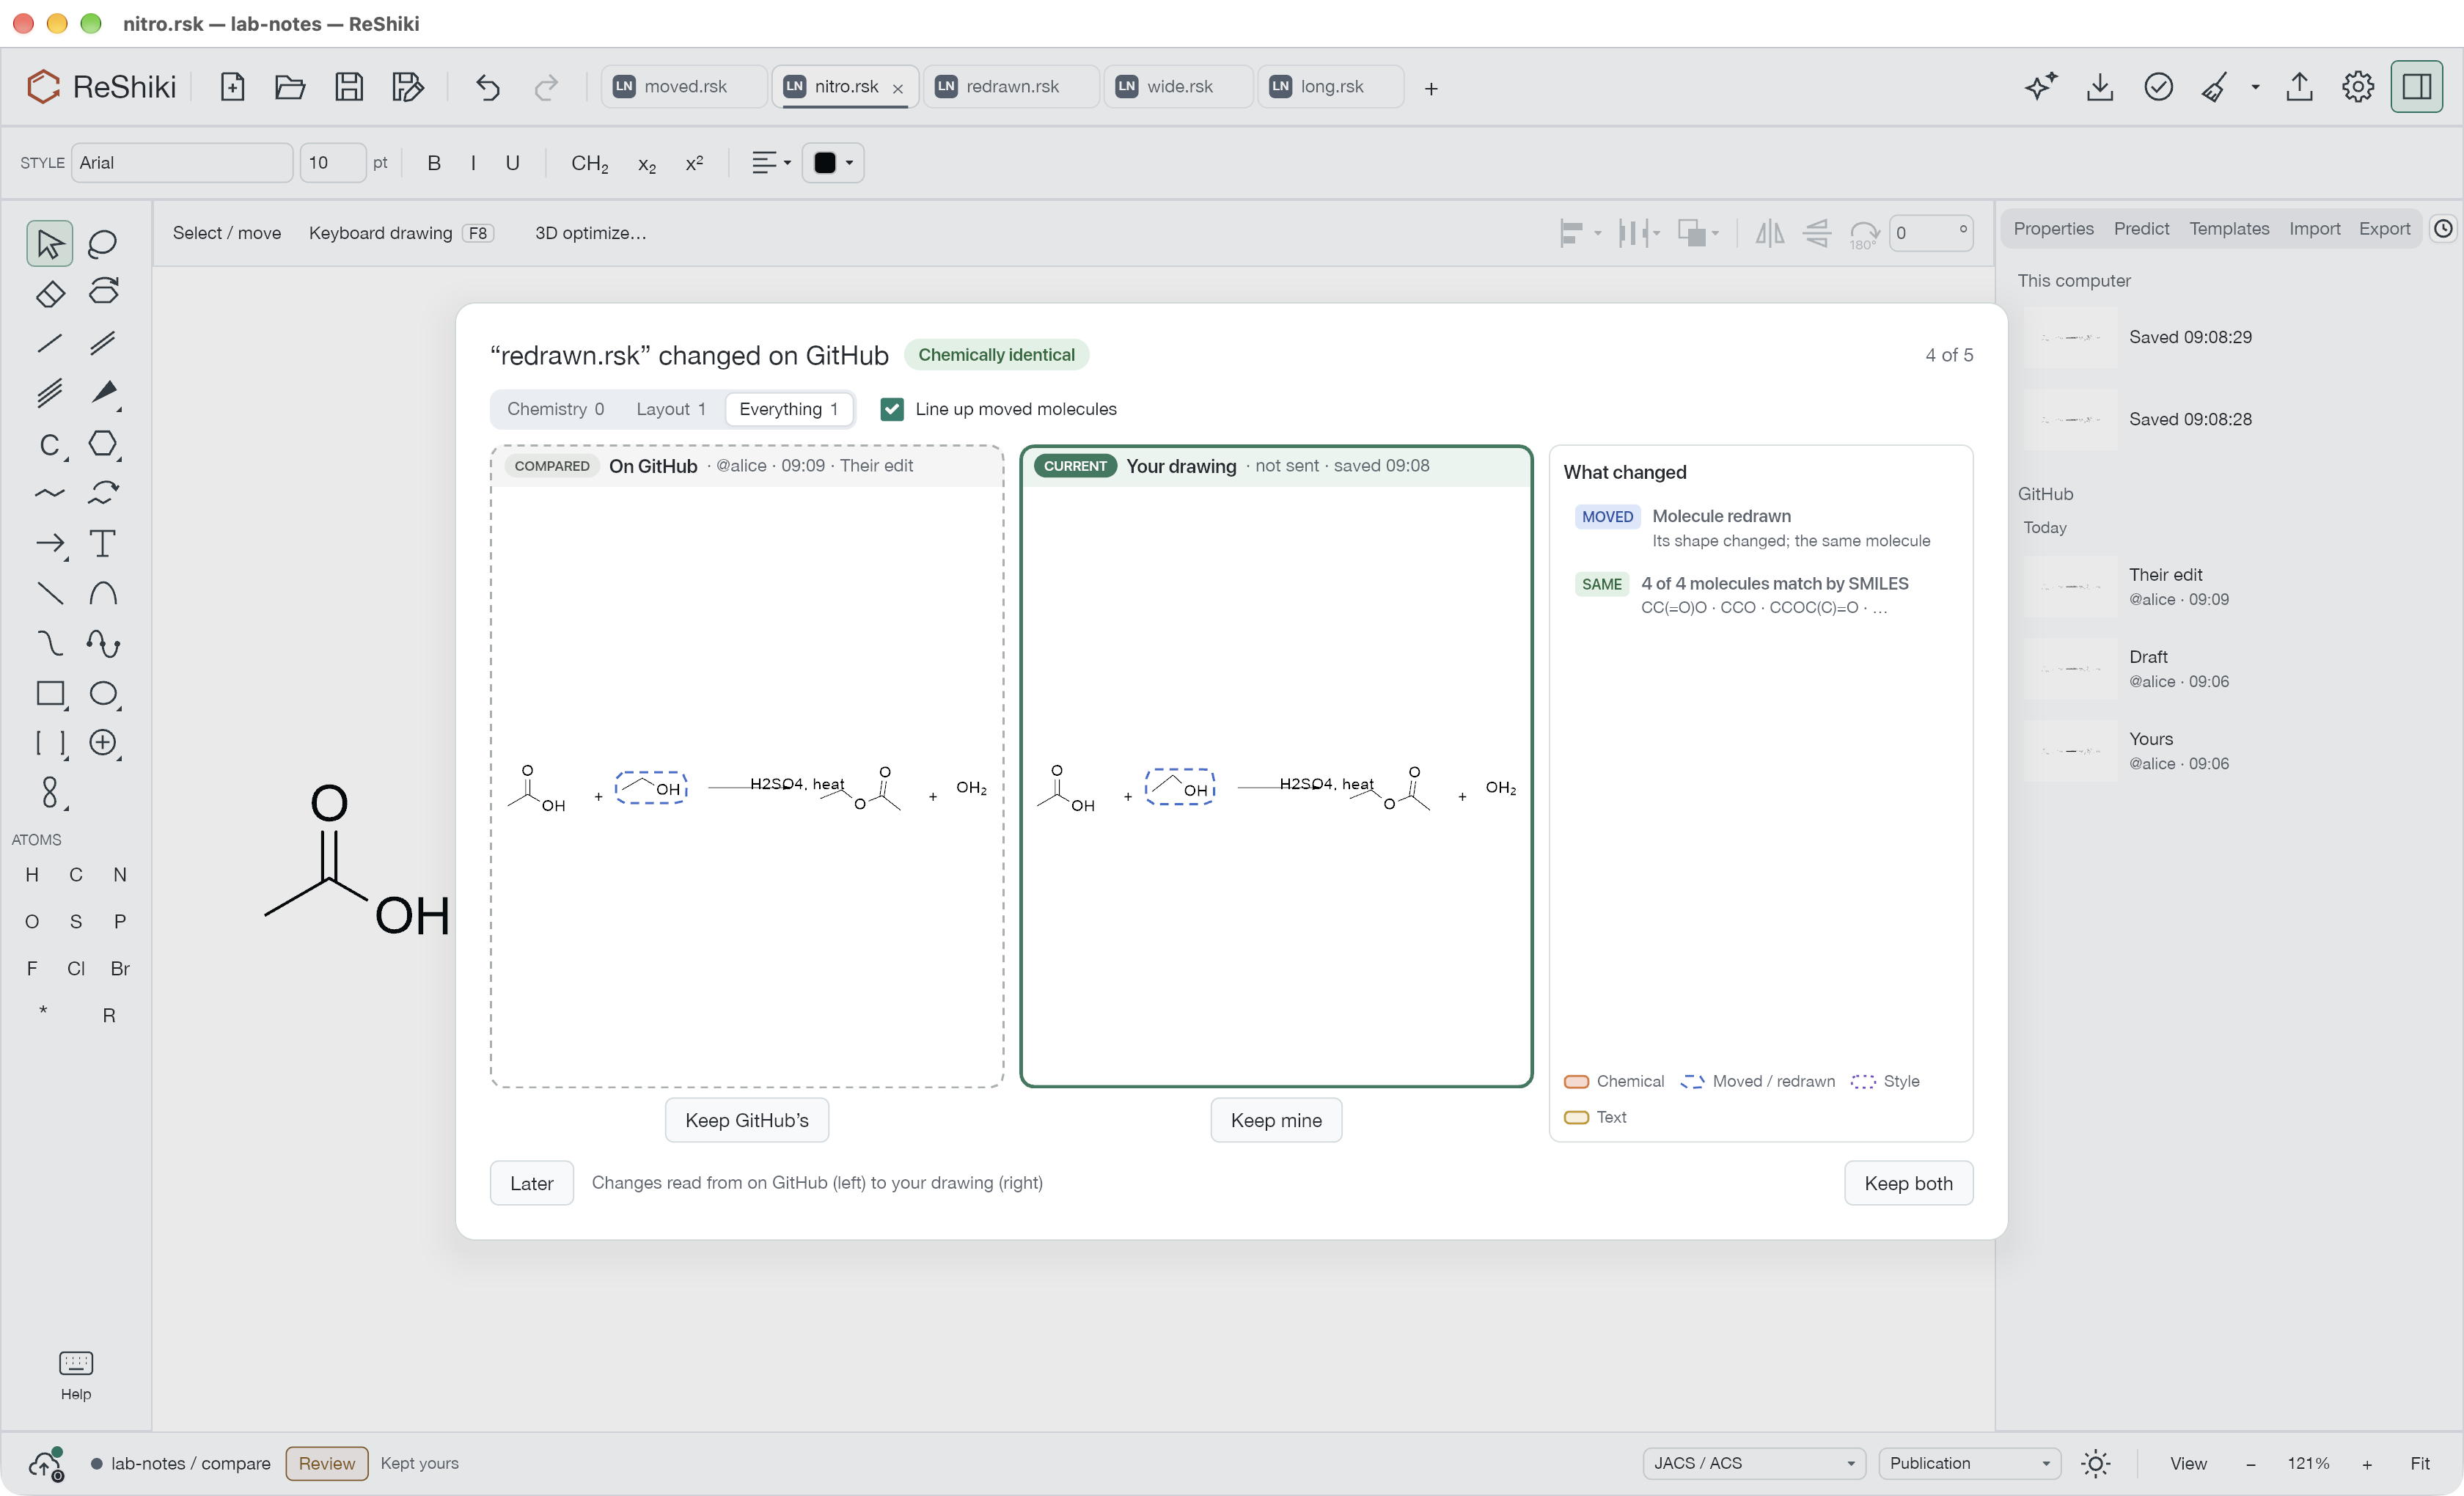 nitro.rsk — lab-notes — ReShiki
ReShiki
LN moved.rsk
LN nitro.rsk ×
LN redrawn.rsk
LN wide.rsk
LN long.rsk
+
STYLE Arial 10 pt B I U CH₂ x₂ x²
Select / move Keyboard drawing F8 3D optimize…
180° 0 °
Properties Predict Templates Import Export
C
T
ATOMS
H C N
O S P
F Cl Br
* R
Help
O
OH
“redrawn.rsk” changed on GitHub Chemically identical 4 of 5
Chemistry 0 Layout 1 Everything 1 Line up moved molecules
COMPARED On GitHub · @alice · 09:09 · Their edit
O
OH + OH H2SO4, heat O O + OH₂
Keep GitHub’s
CURRENT Your drawing · not sent · saved 09:08
O
OH + OH H2SO4, heat O O + OH₂
Keep mine
What changed
MOVED Molecule redrawn
Its shape changed; the same molecule
SAME 4 of 4 molecules match by SMILES
CC(=O)O · CCO · CCOC(C)=O · …
Chemical Moved / redrawn Style
Text
Later Changes read from on GitHub (left) to your drawing (right) Keep both
This computer
Saved 09:08:29
Saved 09:08:28
GitHub
Today
Their edit
@alice · 09:09
Draft
@alice · 09:06
Yours
@alice · 09:06
lab-notes / compare Review Kept yours
JACS / ACS Publication View − 121% + Fit